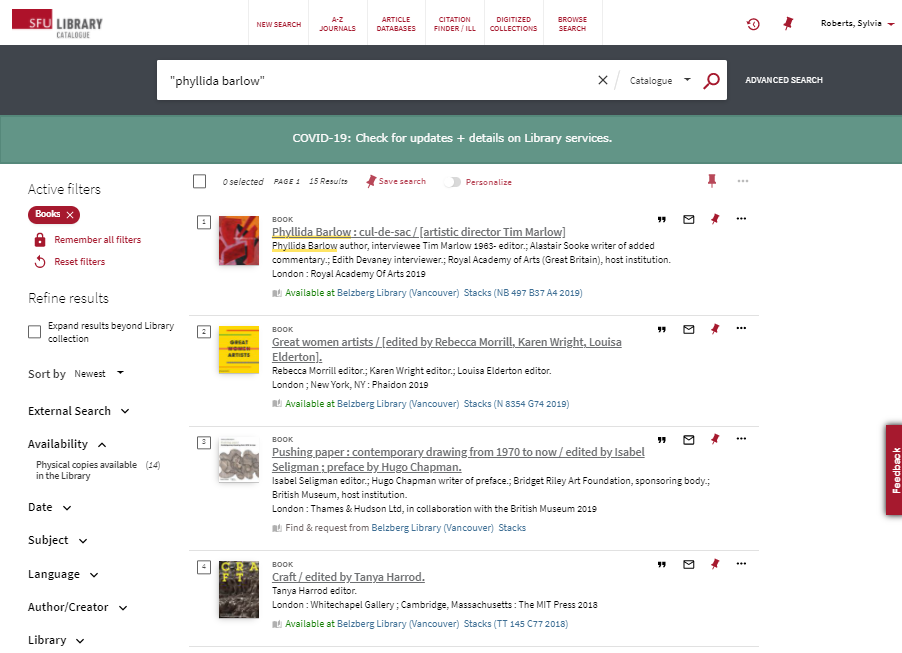 SFU LIBRARY
CATALOGUE
NEW SEARCH
A-Z
JOURNALS
ARTICLE
DATABASES
CITATION
FINDER / ILL
DIGITIZED
COLLECTIONS
BROWSE
SEARCH
Roberts, Sylvia
"phyllida barlow"
Catalogue
ADVANCED SEARCH
COVID-19: Check for updates + details on Library services.
Active filters
Books
Remember all filters
Reset filters
Refine results
Expand results beyond Library
collection
Sort by Newest
External Search
Availability
Physical copies available (14)
in the Library
Date
Subject
Language
Author/Creator
Library
0 selected PAGE 1 15 Results Save search Personalize
1
BOOK
Phyllida Barlow : cul-de-sac / [artistic director Tim Marlow]
Phyllida Barlow author, interviewee Tim Marlow 1963- editor.; Alastair Sooke writer of added
commentary.; Edith Devaney interviewer.; Royal Academy of Arts (Great Britain), host institution.
London : Royal Academy Of Arts 2019
Available at Belzberg Library (Vancouver) Stacks (NB 497 B37 A4 2019)
2
GREAT
WOMEN
ARTISTS
BOOK
Great women artists / [edited by Rebecca Morrill, Karen Wright, Louisa
Elderton].
Rebecca Morrill editor.; Karen Wright editor.; Louisa Elderton editor.
London ; New York, NY : Phaidon 2019
Available at Belzberg Library (Vancouver) Stacks (N 8354 G74 2019)
3
BOOK
Pushing paper : contemporary drawing from 1970 to now / edited by Isabel
Seligman ; preface by Hugo Chapman.
Isabel Seligman editor.; Hugo Chapman writer of preface.; Bridget Riley Art Foundation, sponsoring body.;
British Museum, host institution.
London : Thames & Hudson Ltd, in collaboration with the British Museum 2019
Find & request from Belzberg Library (Vancouver) Stacks
4
CRA
FT
BOOK
Craft / edited by Tanya Harrod.
Tanya Harrod editor.
London : Whitechapel Gallery ; Cambridge, Massachusetts : The MIT Press 2018
Available at Belzberg Library (Vancouver) Stacks (TT 145 C77 2018)
Feedback